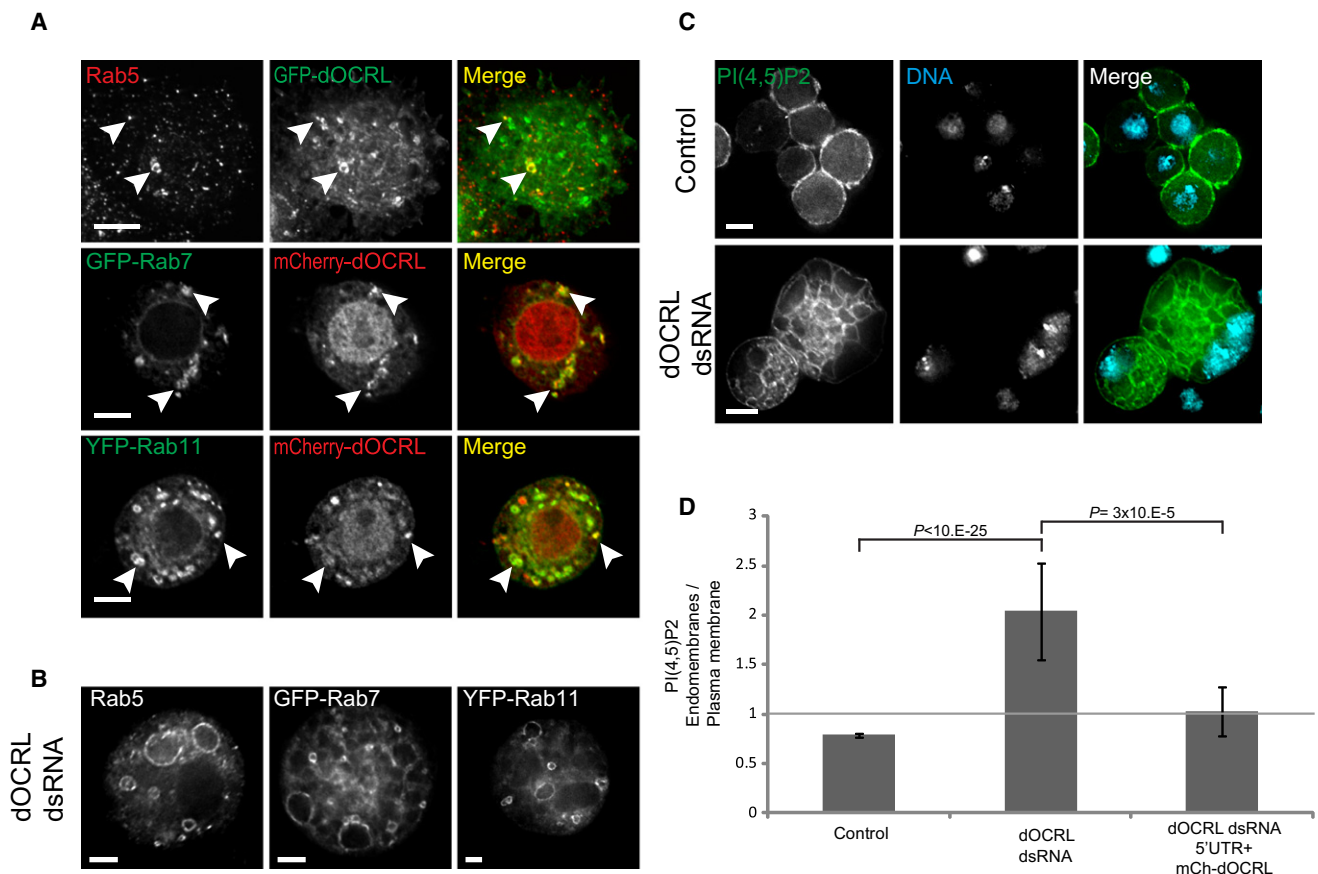 A
Rab5
GFP-dOCRL
Merge
GFP-Rab7
mCherry-dOCRL
Merge
YFP-Rab11
mCherry-dOCRL
Merge
B
dOCRL
dsRNA
Rab5
GFP-Rab7
YFP-Rab11
C
PI(4,5)P2
DNA
Merge
Control
dOCRL
dsRNA
D
PI(4,5)P2
Endomembranes /
Plasma membrane
3
2.5
2
1.5
1
0.5
0
P<10.E-25
P= 3x10.E-5
Control
dOCRL
dsRNA
dOCRL dsRNA
5'UTR+
mCh-dOCRL